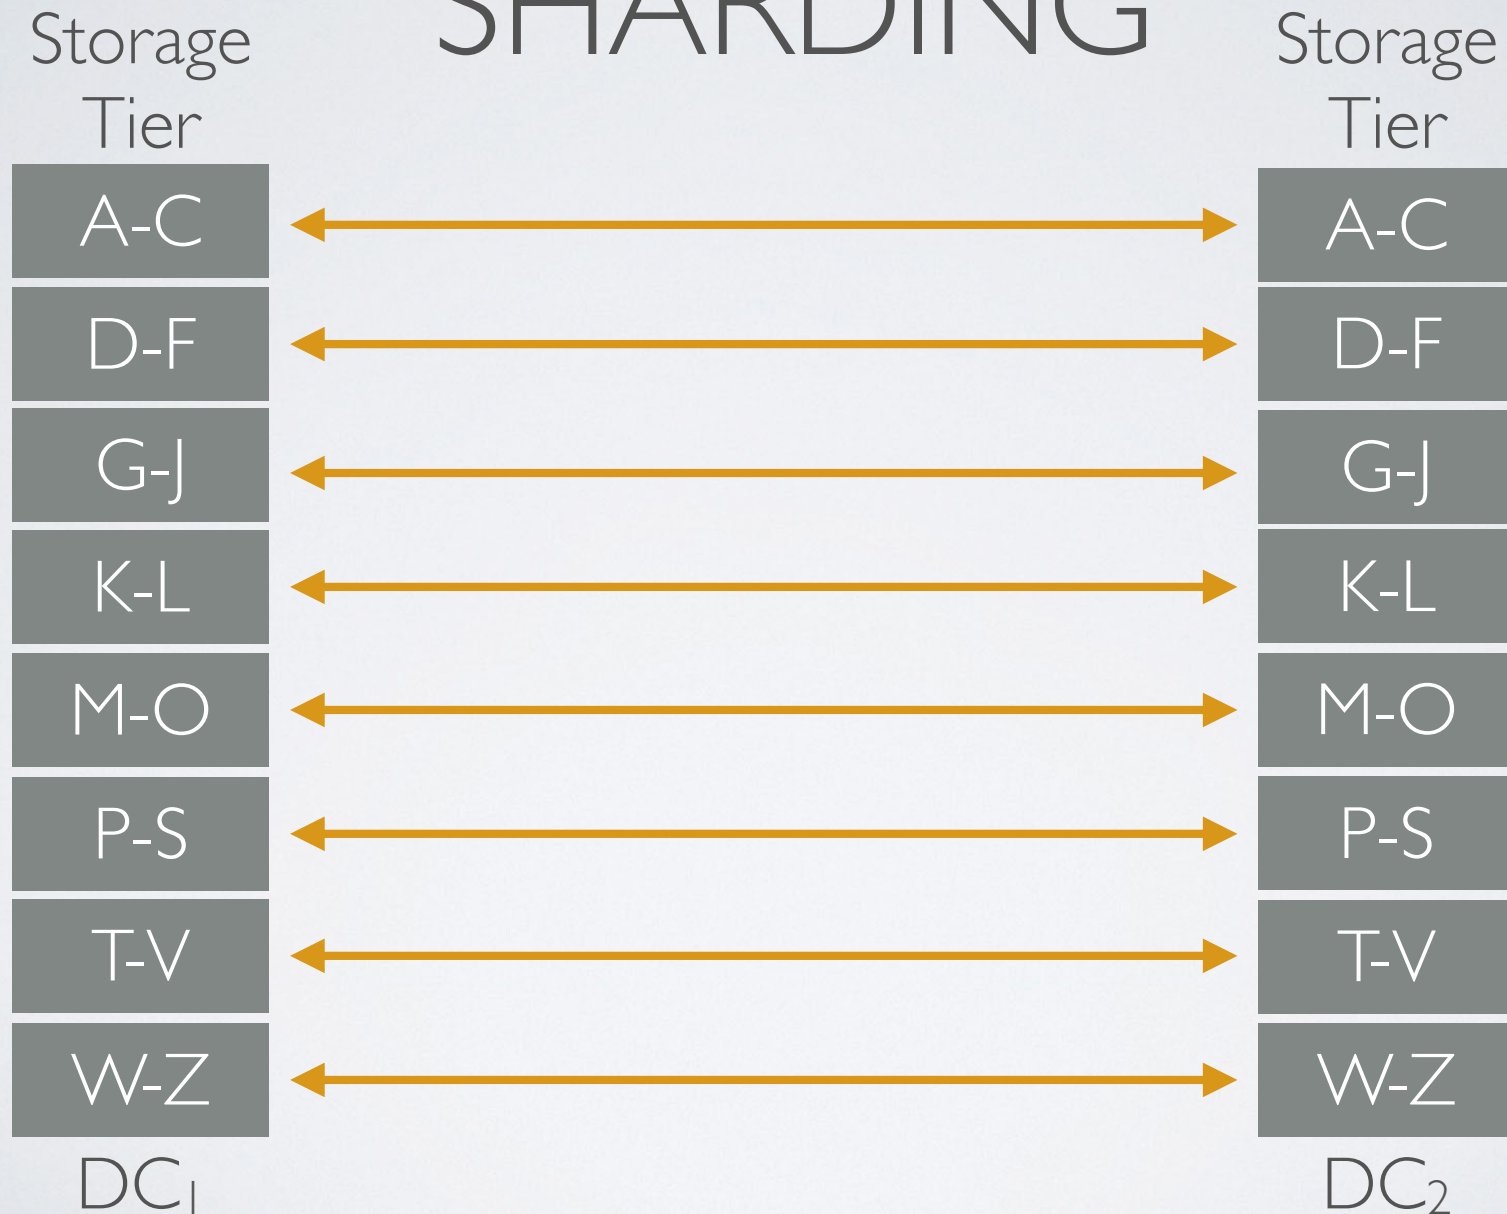 SHARDING
Storage
Tier
A-C
D-F
G-J
K-L
M-O
P-S
T-V
W-Z
DC1
Storage
Tier
A-C
D-F
G-J
K-L
M-O
P-S
T-V
W-Z
DC2